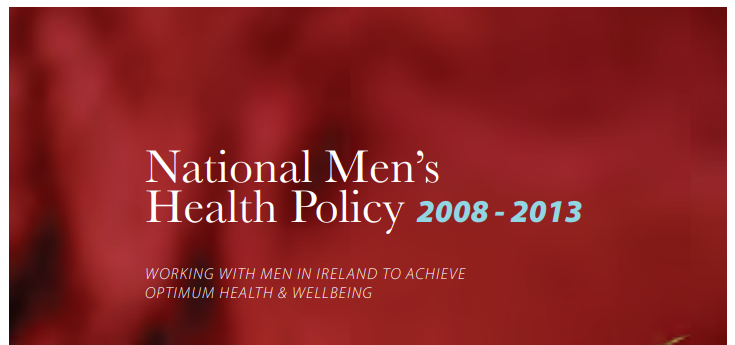 National Men’s
Health Policy 2008 - 2013
WORKING WITH MEN IN IRELAND TO ACHIEVE
OPTIMUM HEALTH & WELLBEING